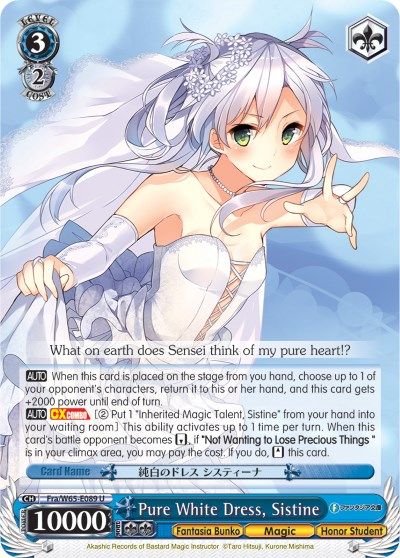 LEVEL
3
2
COST
What on earth does Sensei think of my pure heart!?
AUTO When this card is placed on the stage from your hand, choose up to 1 of
your opponent's characters, return it to his or her hand, and this card gets
+2000 power until end of turn.
AUTO CX COMBO [② Put 1 "Inherited Magic Talent, Sistine" from your hand into
your waiting room] This ability activates up to 1 time per turn. When this
card's battle opponent becomes [▼], if "Not Wanting to Lose Precious Things "
is in your climax area, you may pay the cost. If you do, [▲] this card.
Card Name 純白のドレス システィーナ
CH Fra/W65-E089 U
POWER 10000 Pure White Dress, Sistine
Fantasia Bunko Magic Honor Student
Akashic Records of Bastard Magic Instructor ©Taro Hitsuji, Kurone Mishima